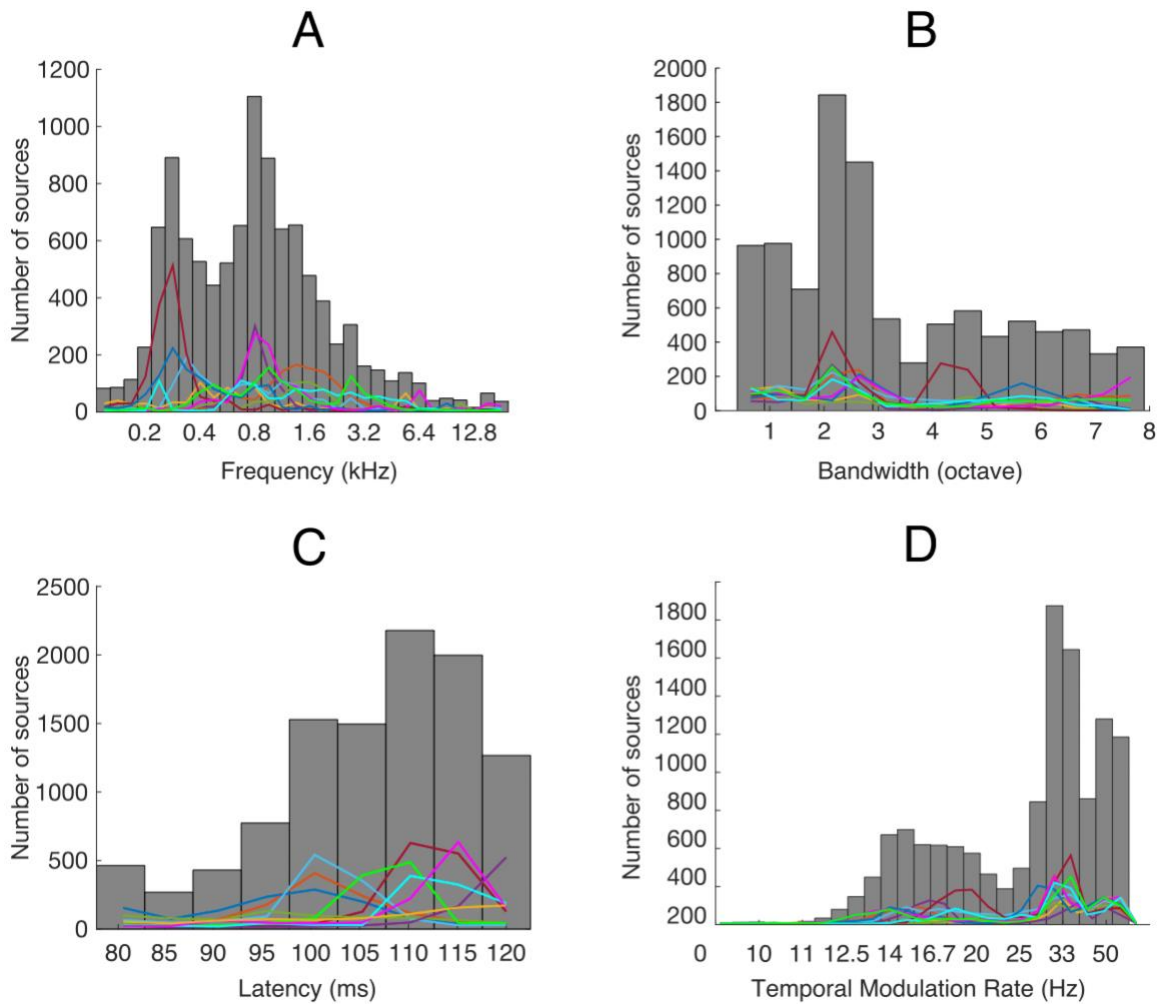 A
1200
1000
800
600
400
200
0
Number of sources
0.2 0.4 0.8 1.6 3.2 6.4 12.8
Frequency (kHz)
B
2000
1800
1600
1400
1200
1000
800
600
400
200
0
Number of sources
1 2 3 4 5 6 7 8
Bandwidth (octave)
C
2500
2000
1500
1000
500
0
Number of sources
80 85 90 95 100 105 110 115 120
Latency (ms)
D
1800
1600
1400
1200
1000
800
600
400
200
Number of sources
0 10 11 12.5 14 16.7 20 25 33 50
Temporal Modulation Rate (Hz)